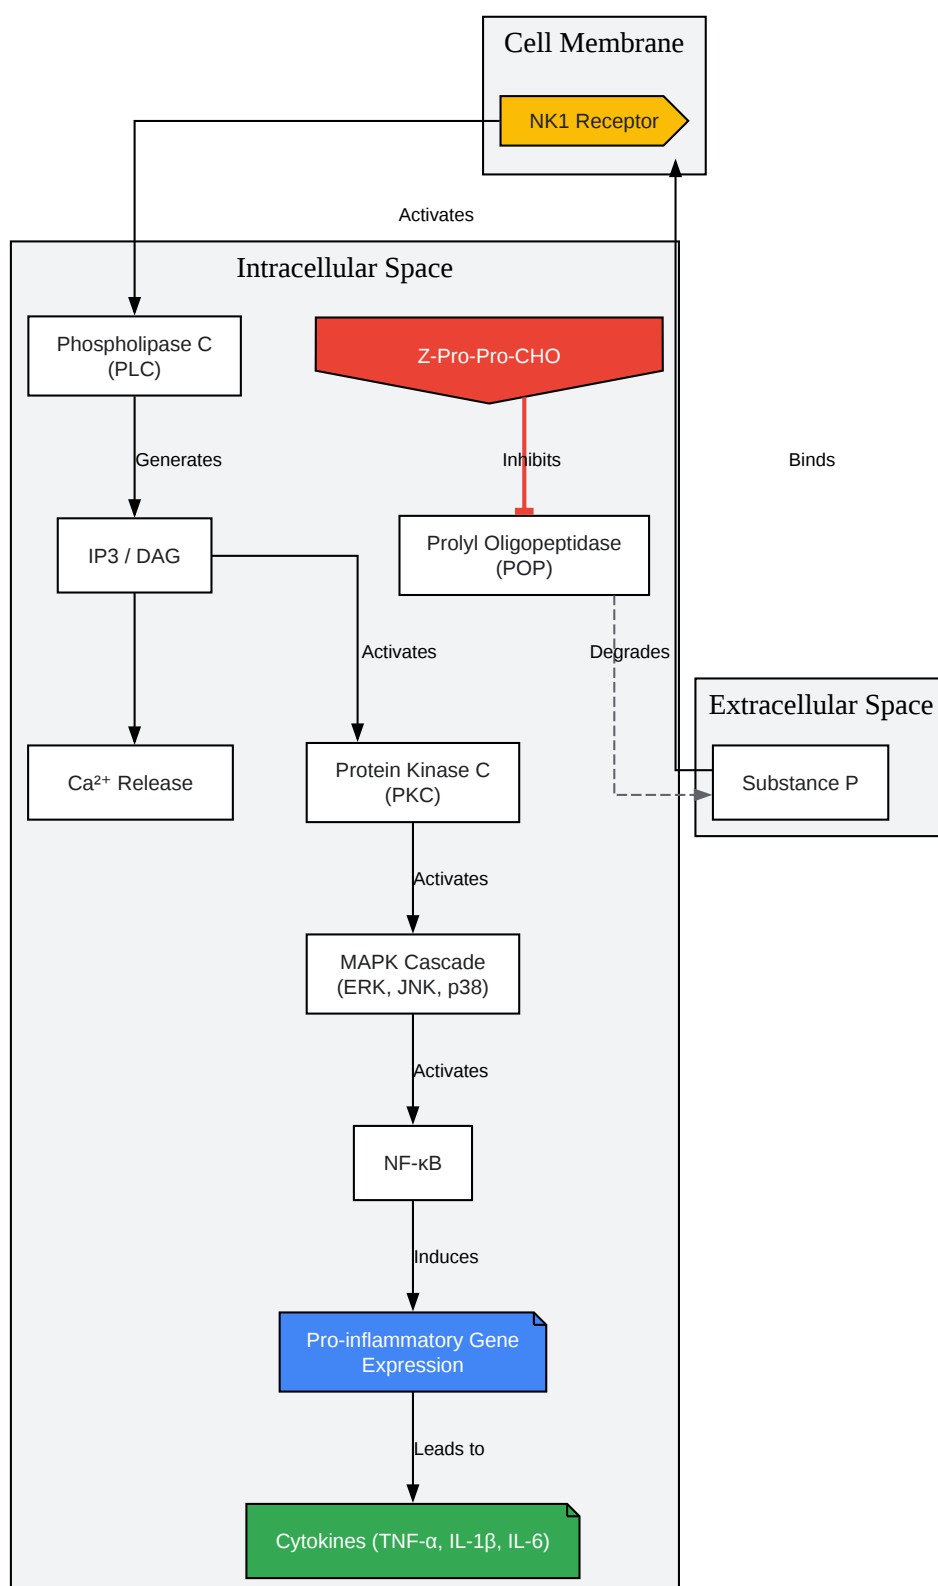 Cell Membrane
NK1 Receptor
Activates
Intracellular Space
Phospholipase C
(PLC)
Z-Pro-Pro-CHO
Generates
Inhibits
Binds
IP3 / DAG
Prolyl Oligopeptidase
(POP)
Activates
Degrades
Extracellular Space
Ca²⁺ Release
Protein Kinase C
(PKC)
Substance P
Activates
MAPK Cascade
(ERK, JNK, p38)
Activates
NF-κB
Induces
Pro-inflammatory Gene
Expression
Leads to
Cytokines (TNF-α, IL-1β, IL-6)